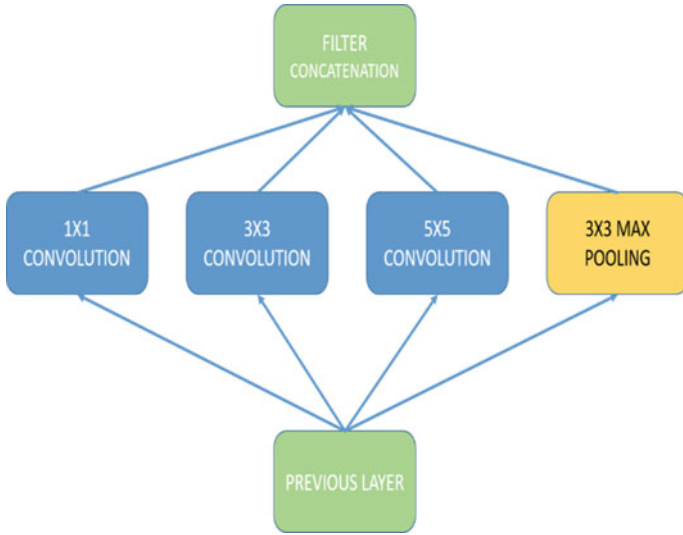 FILTER
CONCATENATION
1X1
CONVOLUTION
3X3
CONVOLUTION
5X5
CONVOLUTION
3X3 MAX
POOLING
PREVIOUS LAYER